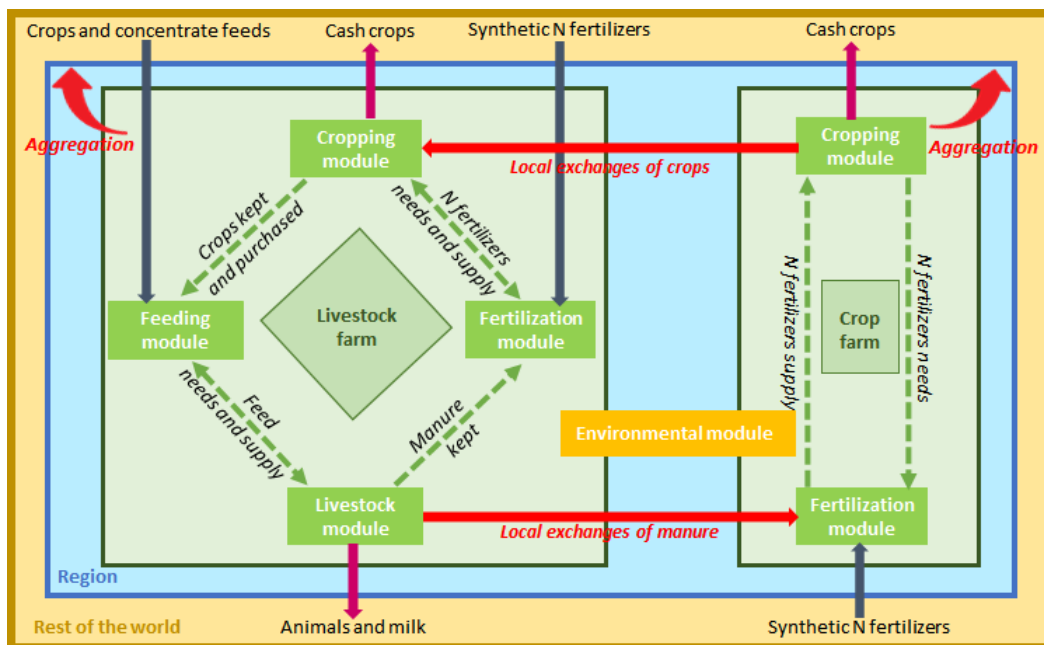 Crops and concentrate feeds
Cash crops
Synthetic N fertilizers
Cash crops
Aggregation
Aggregation
Cropping
module
Cropping
module
Local exchanges of crops
Crops kept
and purchased
N fertilizers
needs and supply
Feeding
module
Livestock
farm
Fertilization
module
N fertilizers supply
Crop
farm
N fertilizers needs
Feed
needs and supply
Manure
kept
Environmental module
Livestock
module
Local exchanges of manure
Fertilization
module
Region
Rest of the world
Animals and milk
Synthetic N fertilizers